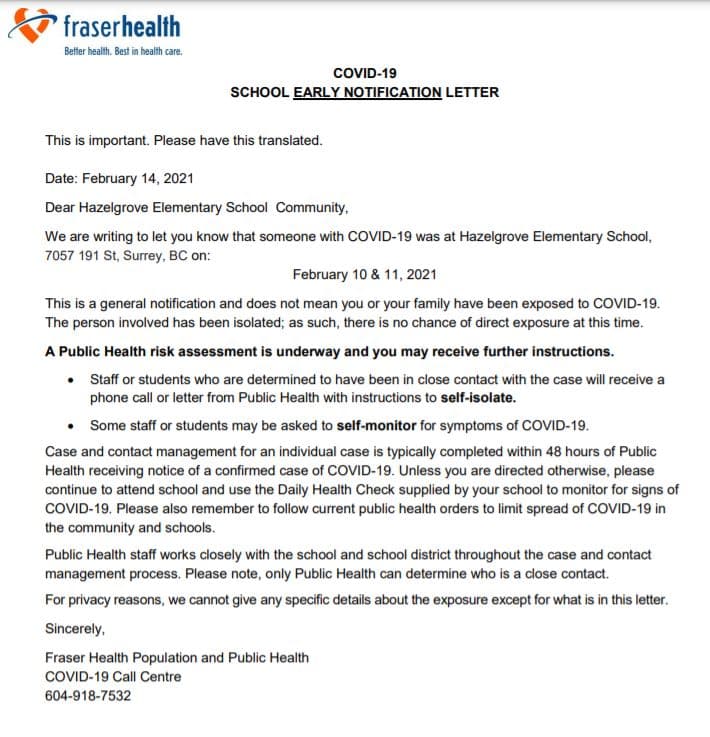 fraserhealth
Better health. Best in health care.
COVID-19
SCHOOL EARLY NOTIFICATION LETTER
This is important. Please have this translated.
Date: February 14, 2021
Dear Hazelgrove Elementary School  Community,
We are writing to let you know that someone with COVID-19 was at Hazelgrove Elementary School,
7057 191 St, Surrey, BC on:
February 10 & 11, 2021
This is a general notification and does not mean you or your family have been exposed to COVID-19.
The person involved has been isolated; as such, there is no chance of direct exposure at this time.
A Public Health risk assessment is underway and you may receive further instructions.
• Staff or students who are determined to have been in close contact with the case will receive a
phone call or letter from Public Health with instructions to self-isolate.
• Some staff or students may be asked to self-monitor for symptoms of COVID-19.
Case and contact management for an individual case is typically completed within 48 hours of Public
Health receiving notice of a confirmed case of COVID-19. Unless you are directed otherwise, please
continue to attend school and use the Daily Health Check supplied by your school to monitor for signs of
COVID-19. Please also remember to follow current public health orders to limit spread of COVID-19 in
the community and schools.
Public Health staff works closely with the school and school district throughout the case and contact
management process. Please note, only Public Health can determine who is a close contact.
For privacy reasons, we cannot give any specific details about the exposure except for what is in this letter.
Sincerely,
Fraser Health Population and Public Health
COVID-19 Call Centre
604-918-7532